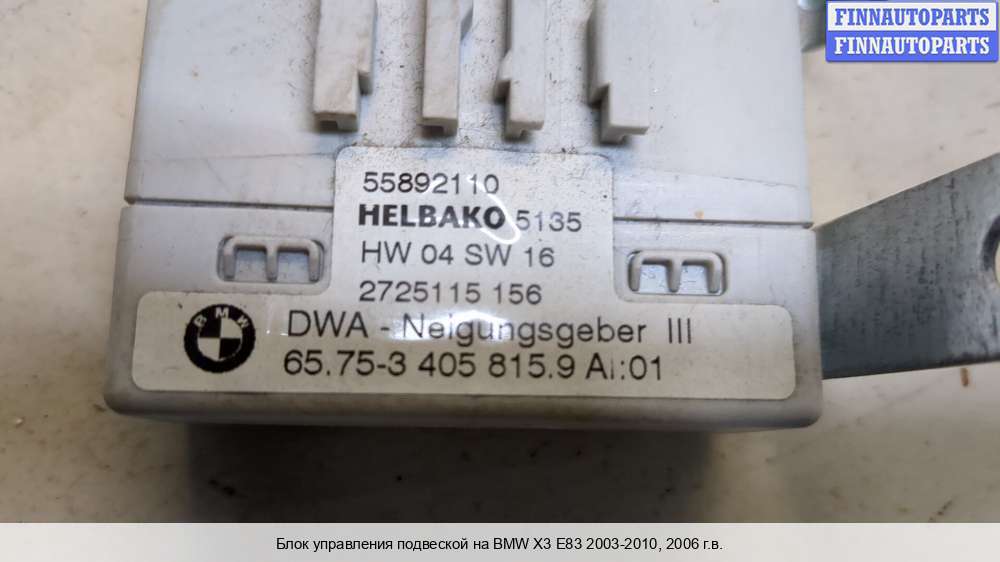 FINNAUTOPARTS
FINNAUTOPARTS
55892110
HELBAKO 5135
HW 04 SW 16
2725115 156
BMW
DWA - Neigungsgeber III
65.75-3 405 815.9 AI:01
Блок управления подвеской на BMW X3 E83 2003-2010, 2006 г.в.